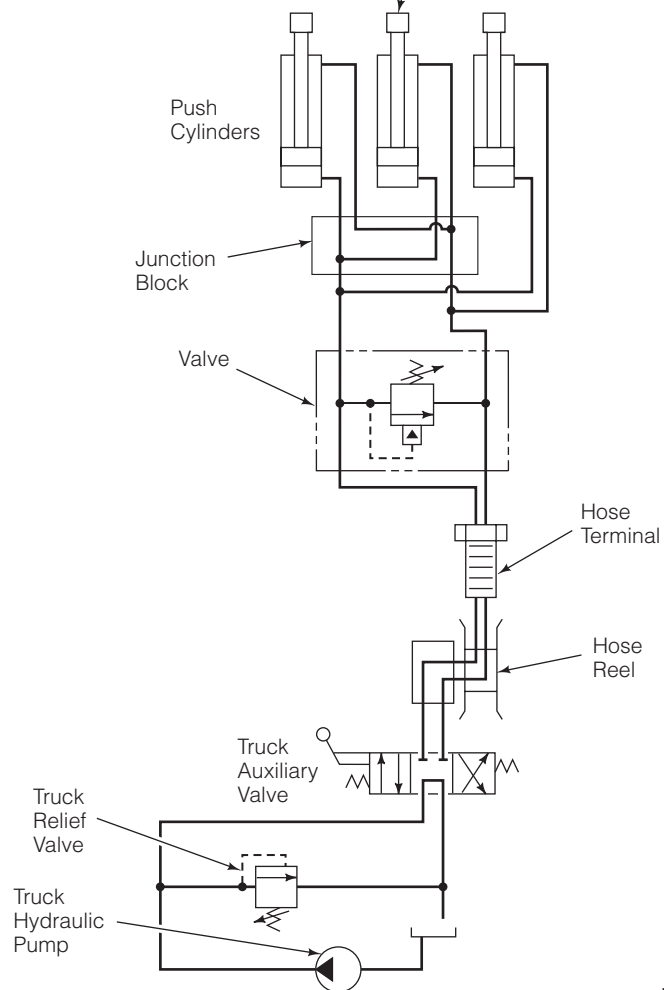 Push
Cylinders
Junction
Block
Valve
Hose
Terminal
Hose
Reel
Truck
Auxiliary
Valve
Truck
Relief
Valve
Truck
Hydraulic
Pump